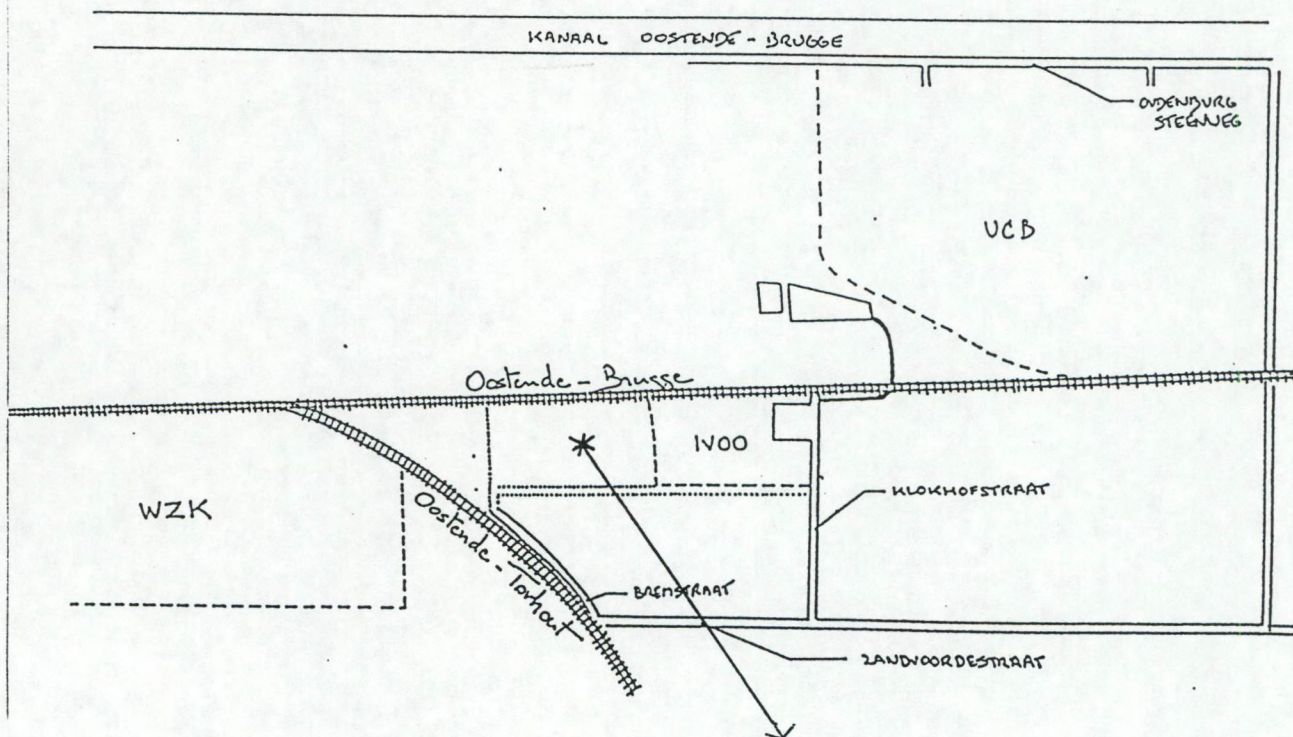 KANAAL OOSTENDE - BRUGGE
OUDENBURG
STEENWEG
UCB
Oostende - Brugge
IVOO
KLOKHOFSTRAAT
WZK
Oostende - Torhout
BREMSTRAAT
ZANDVOORDESTRAAT